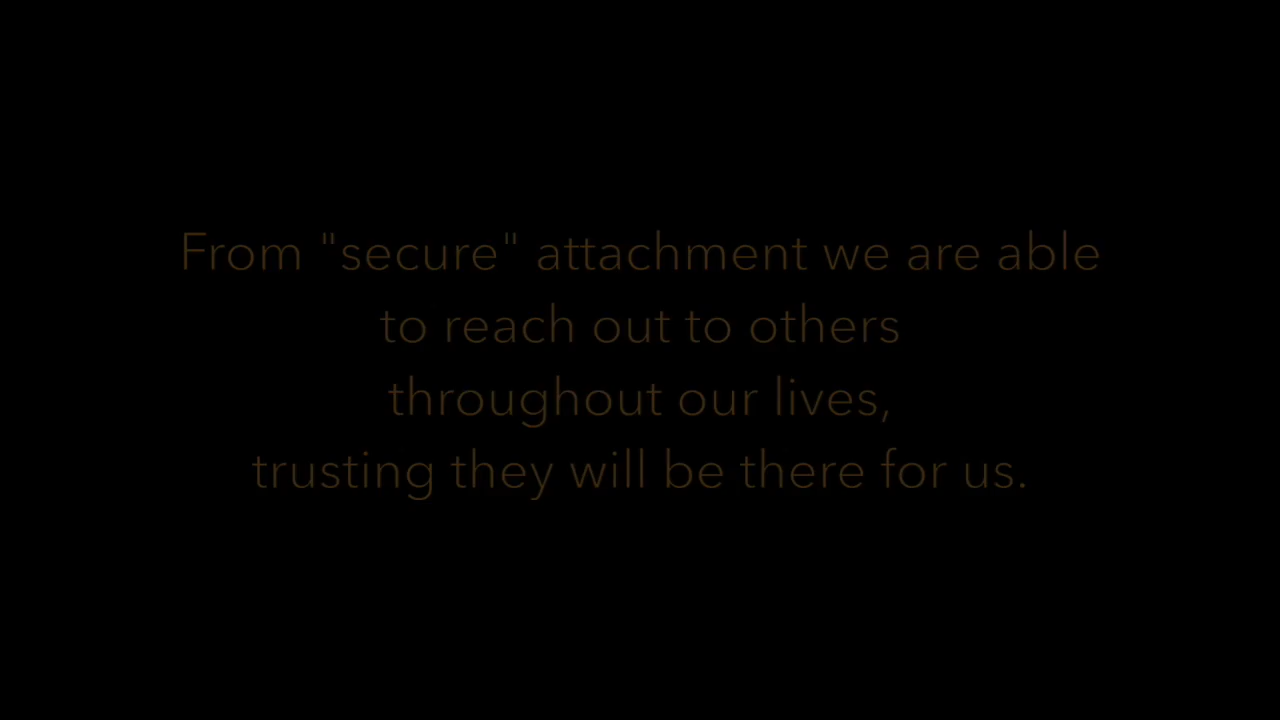 From "secure" attachment we are able
to reach out to others
throughout our lives,
trusting they will be there for us.